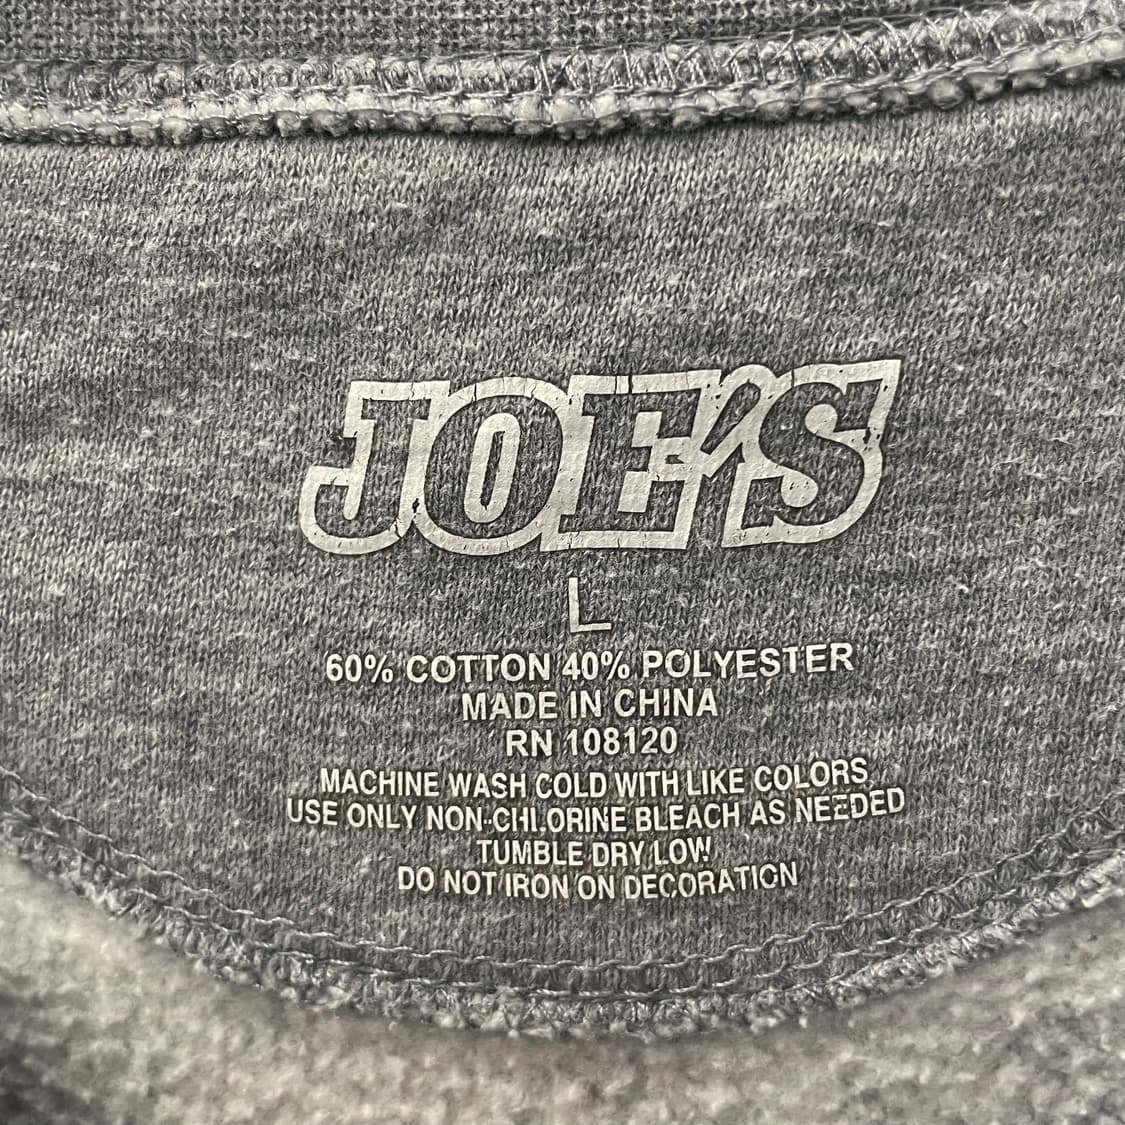 JOE'S
L
60% COTTON 40% POLYESTER
MADE IN CHINA
RN 108120
MACHINE WASH COLD WITH LIKE COLORS
USE ONLY NON-CHLORINE BLEACH AS NEEDED
TUMBLE DRY LOW
DO NOT IRON ON DECORATION